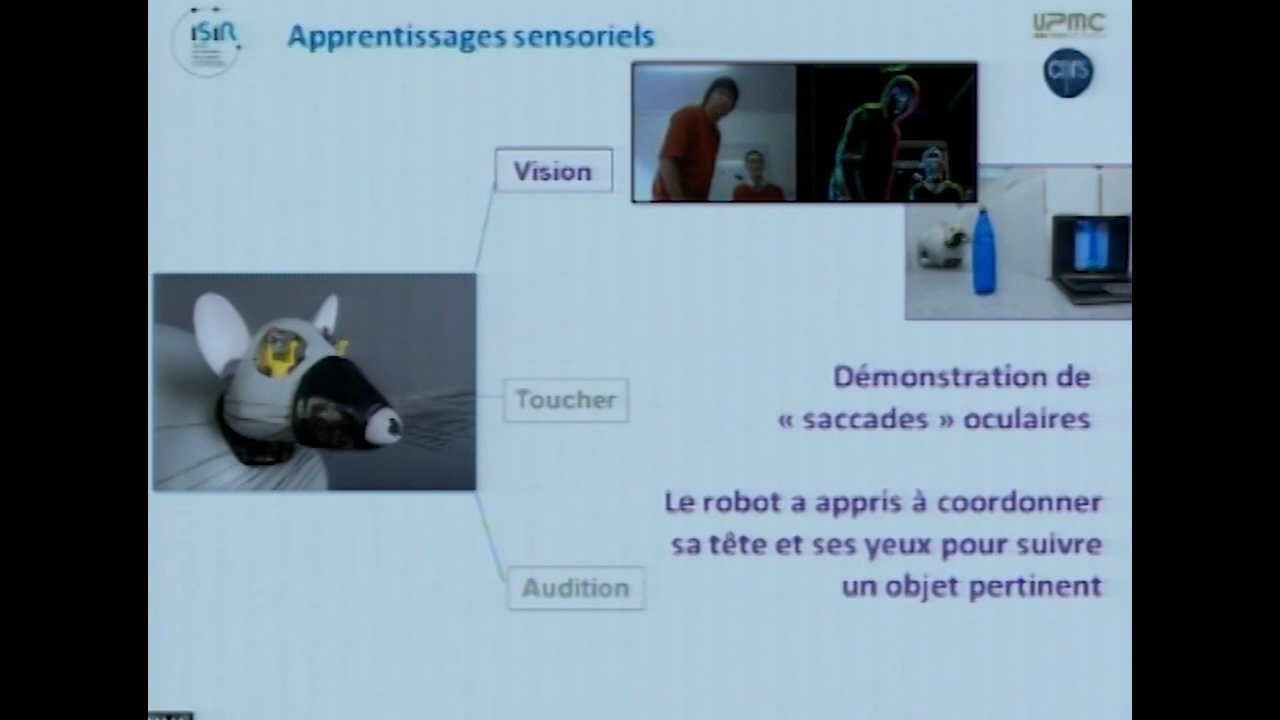 iSiR
Apprentissages sensoriels
UPMC
cnrs
Vision
Toucher
Démonstration de
« saccades » oculaires
Le robot a appris à coordonner
sa tête et ses yeux pour suivre
un objet pertinent
Audition